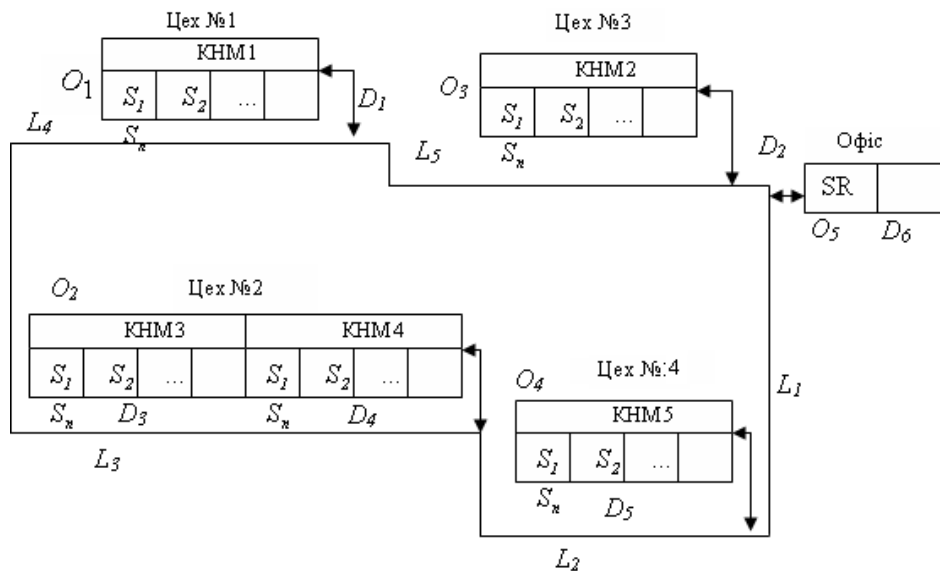 Цех №1
КНМ1
O1
S1 S2 ...
Sn
D1
L4
L5
Цех №3
КНМ2
O3
S1 S2 ...
Sn
D2
Офіс
SR
O5 D6
O2 Цех №2
КНМ3 КНМ4
S1 S2 ... S1 S2 ...
Sn D3 Sn D4
L3
Цех №:4
O4
КНМ5
S1 S2 ...
Sn D5
L1
L2